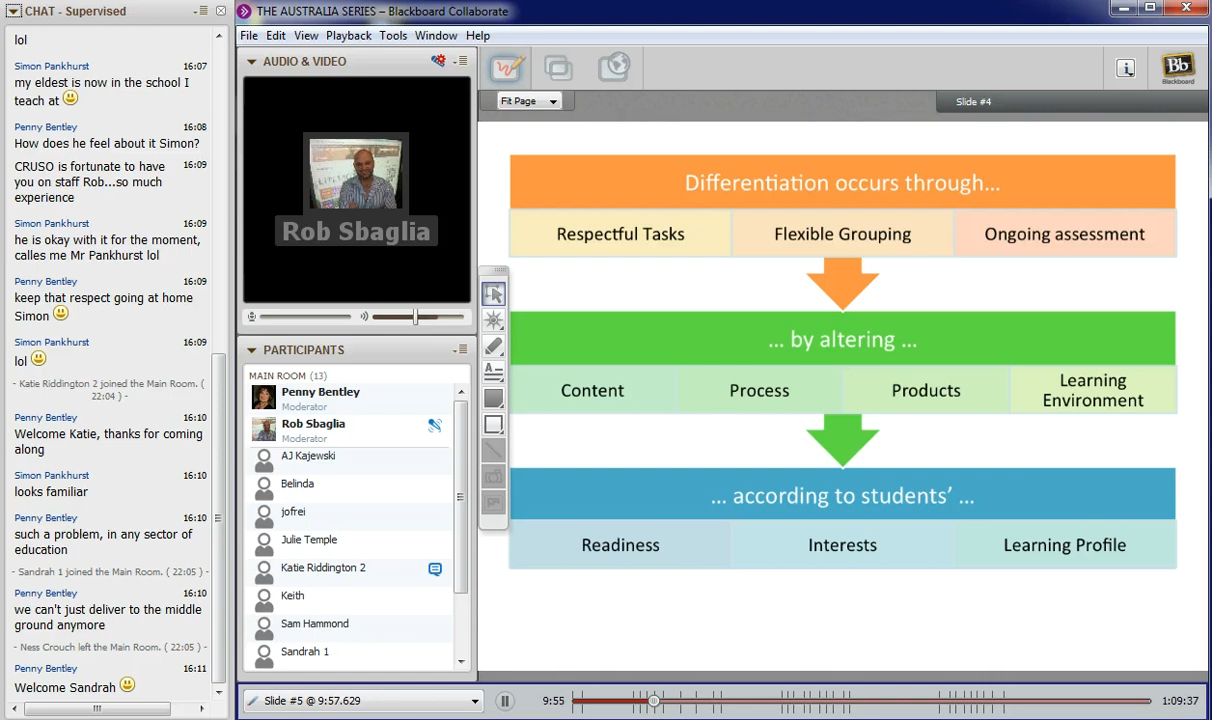 CHAT - Supervised
THE AUSTRALIA SERIES – Blackboard Collaborate
File Edit View Playback Tools Window Help
lol
Simon Pankhurst 16:07
my eldest is now in the school I
teach at
Penny Bentley 16:08
How does he feel about it Simon?
16:09
CRUSO is fortunate to have
you on staff Rob...so much
experience
Simon Pankhurst 16:09
he is okay with it for the moment,
calls me Mr Pankhurst lol
Penny Bentley 16:09
keep that respect going at home
Simon
Simon Pankhurst 16:09
lol
- Katie Riddington 2 joined the Main Room. (
22:04 ) -
Penny Bentley 16:10
Welcome Katie, thanks for coming
along
Simon Pankhurst 16:10
looks familiar
Penny Bentley 16:10
such a problem, in any sector of
education
- Sandrah 1 joined the Main Room. ( 22:05 ) -
Penny Bentley 16:10
we can't just deliver to the middle
ground anymore
- Ness Crouch left the Main Room. ( 22:05 ) -
Penny Bentley 16:11
Welcome Sandrah
AUDIO & VIDEO
Rob Sbaglia
PARTICIPANTS
MAIN ROOM (13)
Penny Bentley
Moderator
Rob Sbaglia
Moderator
AJ Kajewski
Belinda
jofrei
Julie Temple
Katie Riddington 2
Keith
Sam Hammond
Sandrah 1
Bb
Blackboard
Fit Page
Slide #4
Differentiation occurs through...
Respectful Tasks Flexible Grouping Ongoing assessment
... by altering ...
Content Process Products Learning
Environment
... according to students' ...
Readiness Interests Learning Profile
Slide #5 @ 9:57.629
9:55
1:09:37